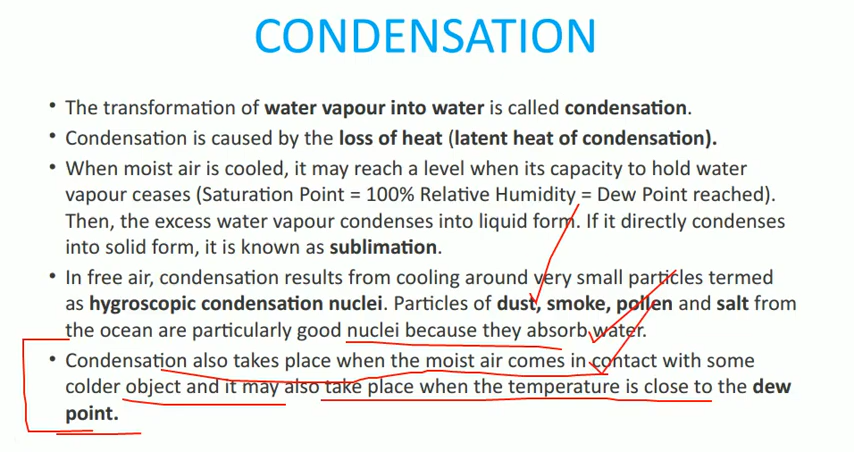 CONDENSATION
• The transformation of water vapour into water is called condensation.
• Condensation is caused by the loss of heat (latent heat of condensation).
• When moist air is cooled, it may reach a level when its capacity to hold water
vapour ceases (Saturation Point = 100% Relative Humidity = Dew Point reached).
Then, the excess water vapour condenses into liquid form. If it directly condenses
into solid form, it is known as sublimation.
• In free air, condensation results from cooling around very small particles termed
as hygroscopic condensation nuclei. Particles of dust, smoke, pollen and salt from
the ocean are particularly good nuclei because they absorb water.
• Condensation also takes place when the moist air comes in contact with some
colder object and it may also take place when the temperature is close to the dew
point.